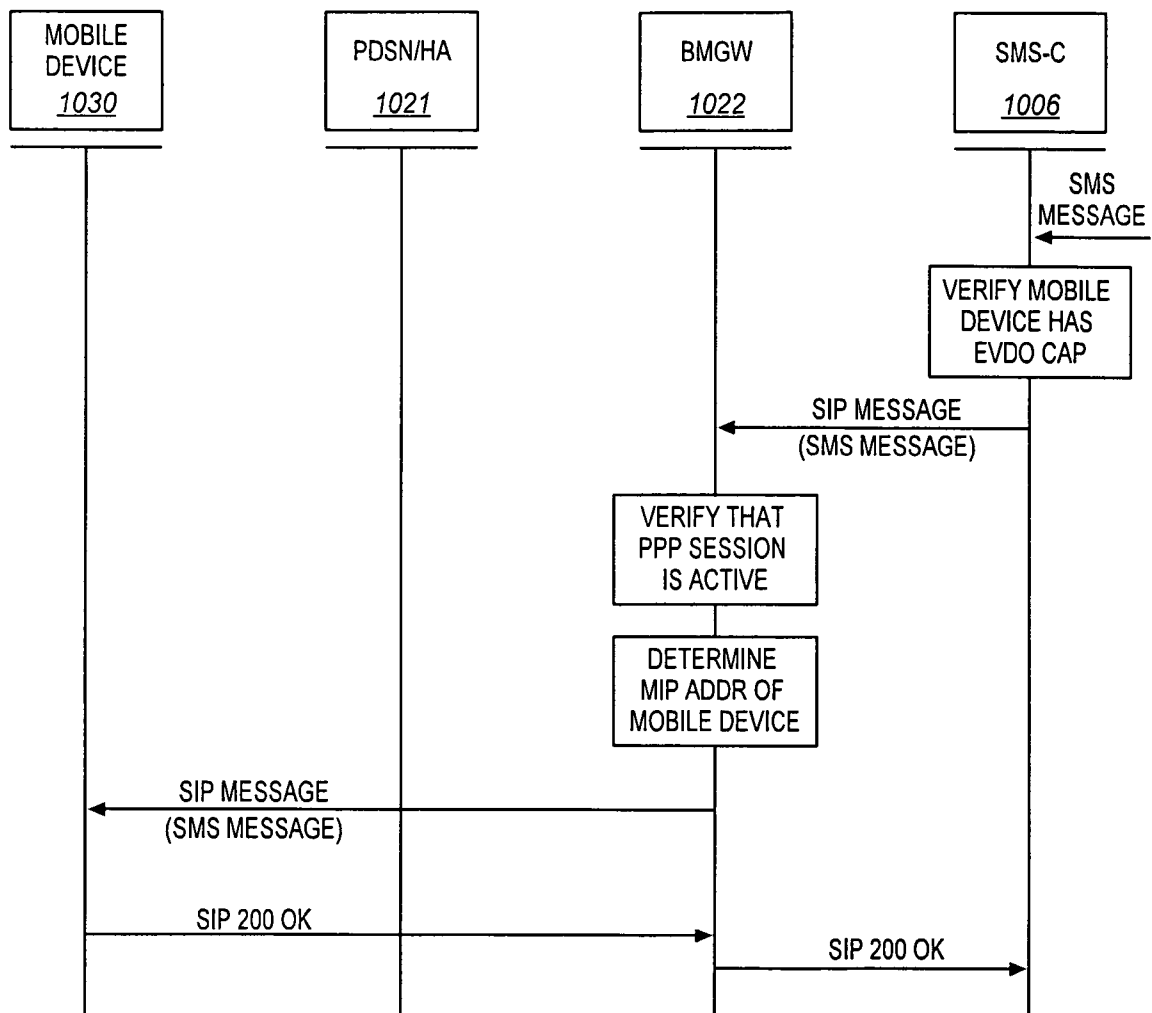 MOBILE
DEVICE
1030
PDSN/HA
1021
BMGW
1022
SMS-C
1006
SMS
MESSAGE
VERIFY MOBILE
DEVICE HAS
EVDO CAP
SIP MESSAGE
(SMS MESSAGE)
VERIFY THAT
PPP SESSION
IS ACTIVE
DETERMINE
MIP ADDR OF
MOBILE DEVICE
SIP MESSAGE
(SMS MESSAGE)
SIP 200 OK
SIP 200 OK